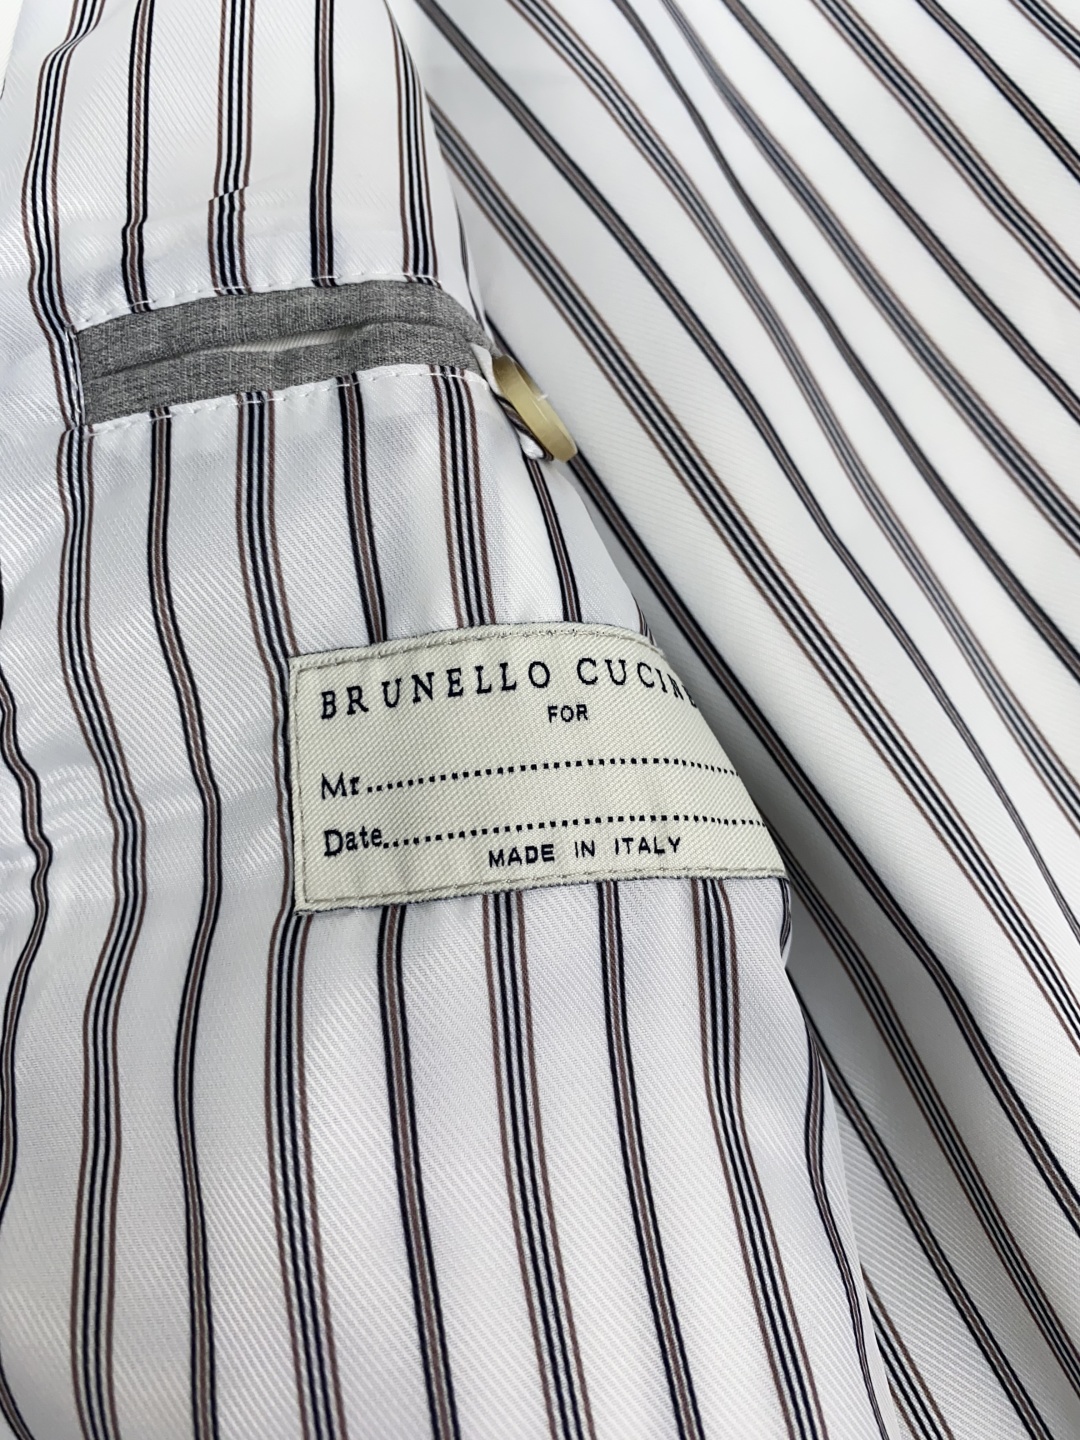 BRUNELLO CUCIN
FOR
Mr.....................................................
Date..................................................
MADE IN ITALY